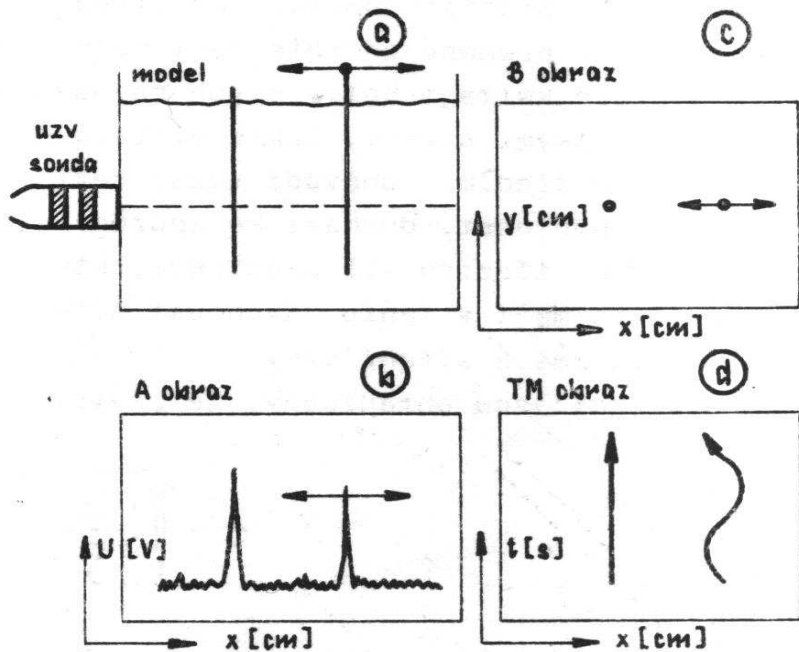 a
model
uzv
sonda
c
B obraz
y [cm]
x [cm]
b
A obraz
U [V]
x [cm]
d
TM obraz
t [s]
x [cm]